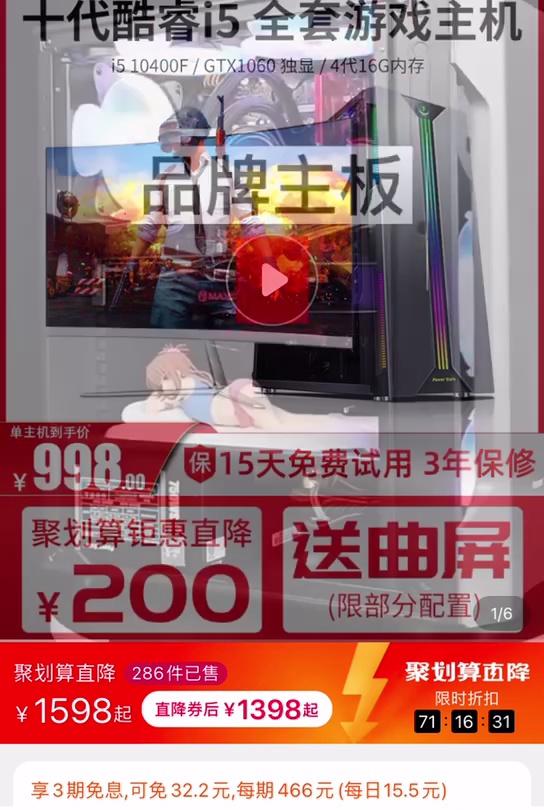 十代酷睿i5 全套游戏主机
i5 10400F / GTX1060 独显 / 4代16G内存
品牌主板
单主机到手价
¥998.00
保 15天免费试用 3年保修
聚划算钜惠直降
¥200
送曲屏
(限部分配置)
1/6
聚划算直降 286件已售
¥1598起 直降券后¥1398起
聚划算直降
限时折扣
71:16:31
享3期免息,可免32.2元,每期466元(每日15.5元)